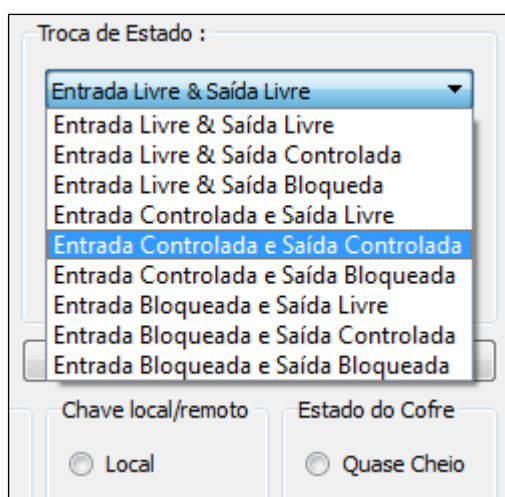 Troca de Estado :
Entrada Livre & Saída Livre
Entrada Livre & Saída Livre
Entrada Livre & Saída Controlada
Entrada Livre & Saída Bloqueda
Entrada Controlada e Saída Livre
Entrada Controlada e Saída Controlada
Entrada Controlada e Saída Bloqueada
Entrada Bloqueada e Saída Livre
Entrada Bloqueada e Saída Controlada
Entrada Bloqueada e Saída Bloqueada
Chave local/remoto
Estado do Cofre
Local
Quase Cheio